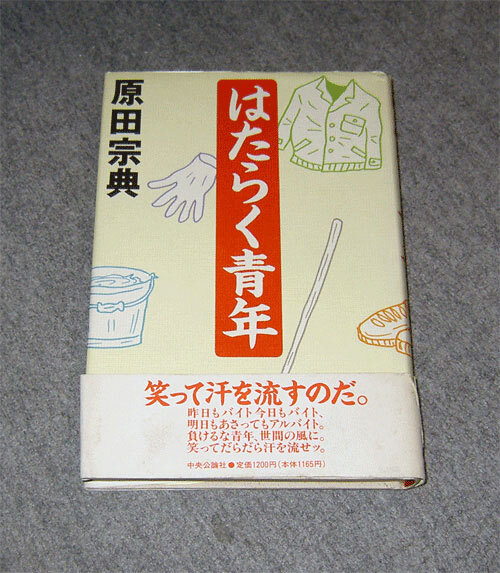 はたらく青年
原田宗典
笑って汗を流すのだ。
昨日もバイト今日もバイト、
明日もあさってもアルバイト。
負けるな青年、世間の風に。
笑ってだらだら汗を流せッ。
中央公論社●定価1200円(本体1165円)